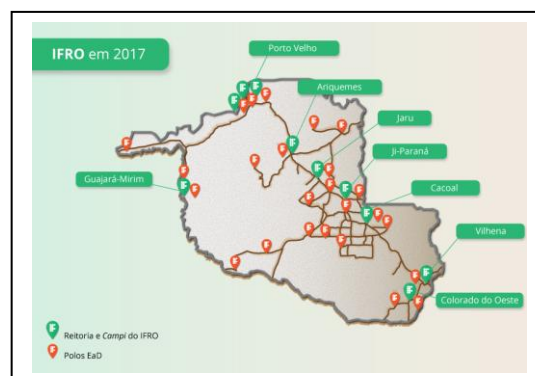 IFRO em 2017
Porto Velho
Ariquemes
Jaru
Ji-Paraná
Guajará-Mirim
Cacoal
Vilhena
Colorado do Oeste
Reitoria e Campi do IFRO
Polos EaD